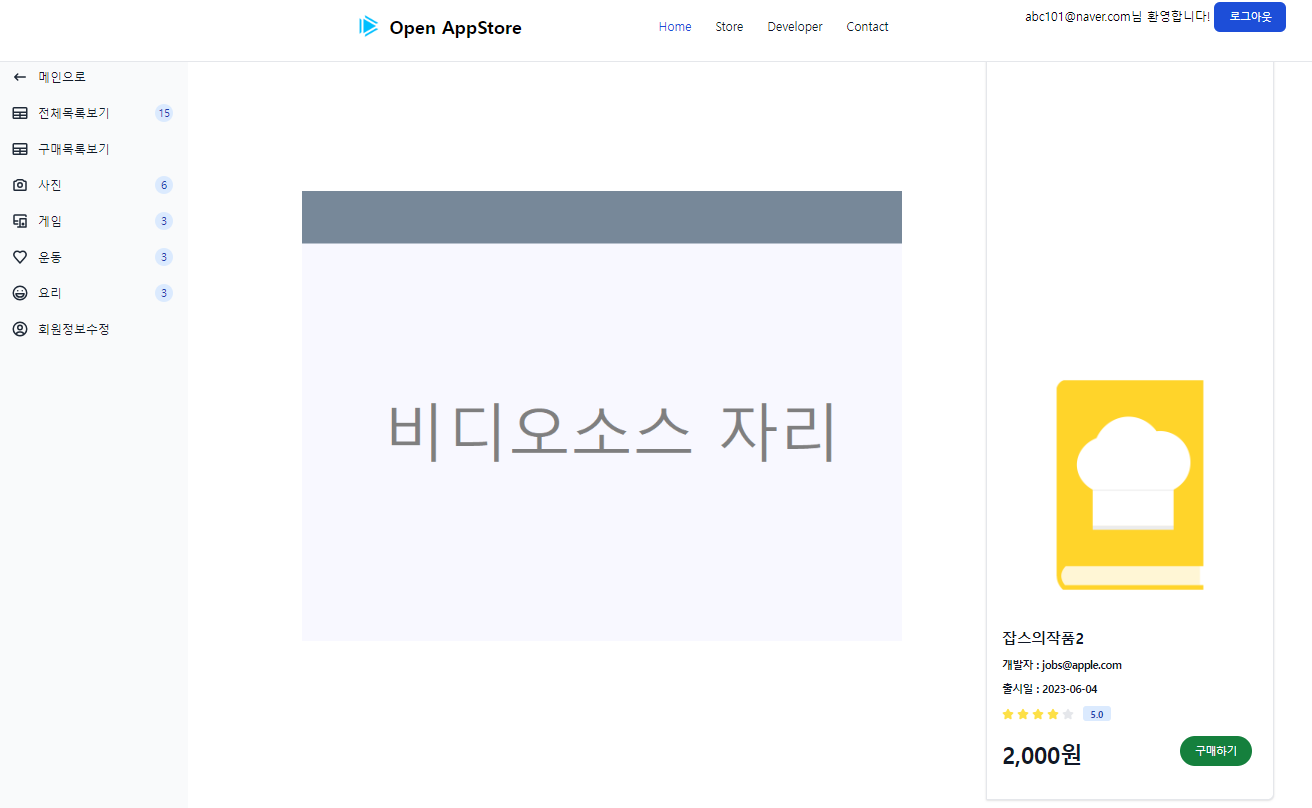 Open AppStore
Home Store Developer Contact
abc101@naver.com님 환영합니다! 로그아웃
메인으로
전체목록보기 15
구매목록보기
사진 6
게임 3
운동 3
요리 3
회원정보수정
비디오소스 자리
잡스의작품2
개발자 : jobs@apple.com
출시일 : 2023-06-04
5.0
2,000원 구매하기